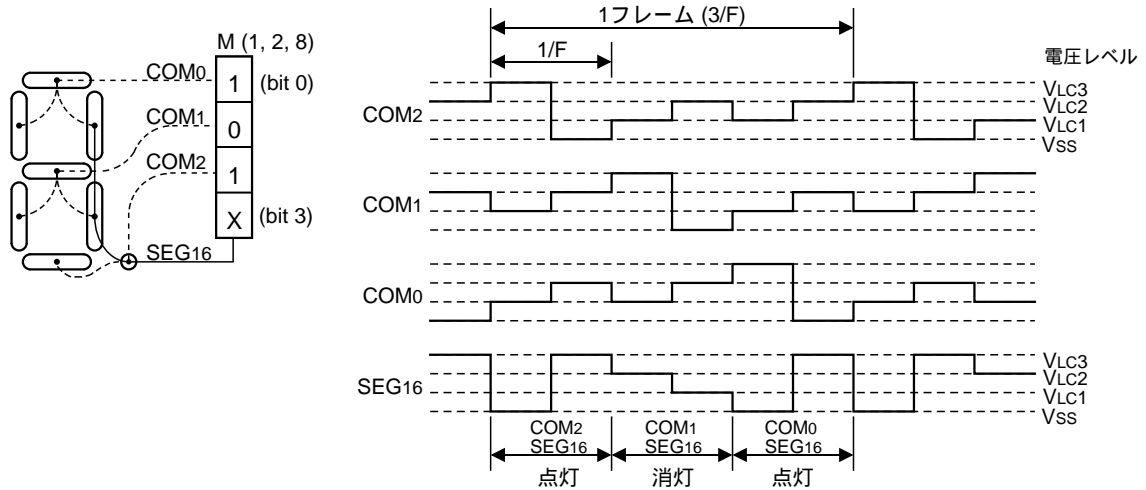 M (1, 2, 8)
COM0
1
(bit 0)
COM1
0
COM2
1
X
(bit 3)
SEG16
1フレーム (3/F)
1/F
電圧レベル
COM2
VLC3
VLC2
VLC1
VSS
COM1
COM0
SEG16
VLC3
VLC2
VLC1
VSS
COM2
SEG16
COM1
SEG16
COM0
SEG16
点灯
消灯
点灯